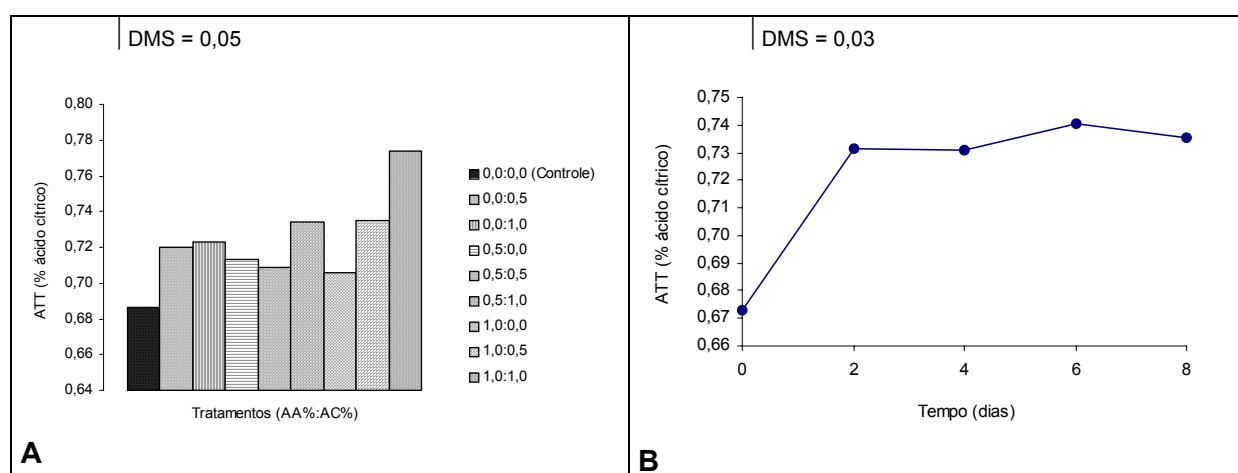 DMS = 0,05
0,80
0,78
0,76
0,74
0,72
0,70
0,68
0,66
0,64
ATT (% ácido cítrico)
Tratamentos (AA%:AC%)
0,0:0,0 (Controle)
0,0:0,5
0,0:1,0
0,5:0,0
0,5:0,5
0,5:1,0
1,0:0,0
1,0:0,5
1,0:1,0
A
DMS = 0,03
0,75
0,74
0,73
0,72
0,70
0,69
0,68
0,67
0,66
ATT (% ácido cítrico)
0 2 4 6 8
Tempo (dias)
B